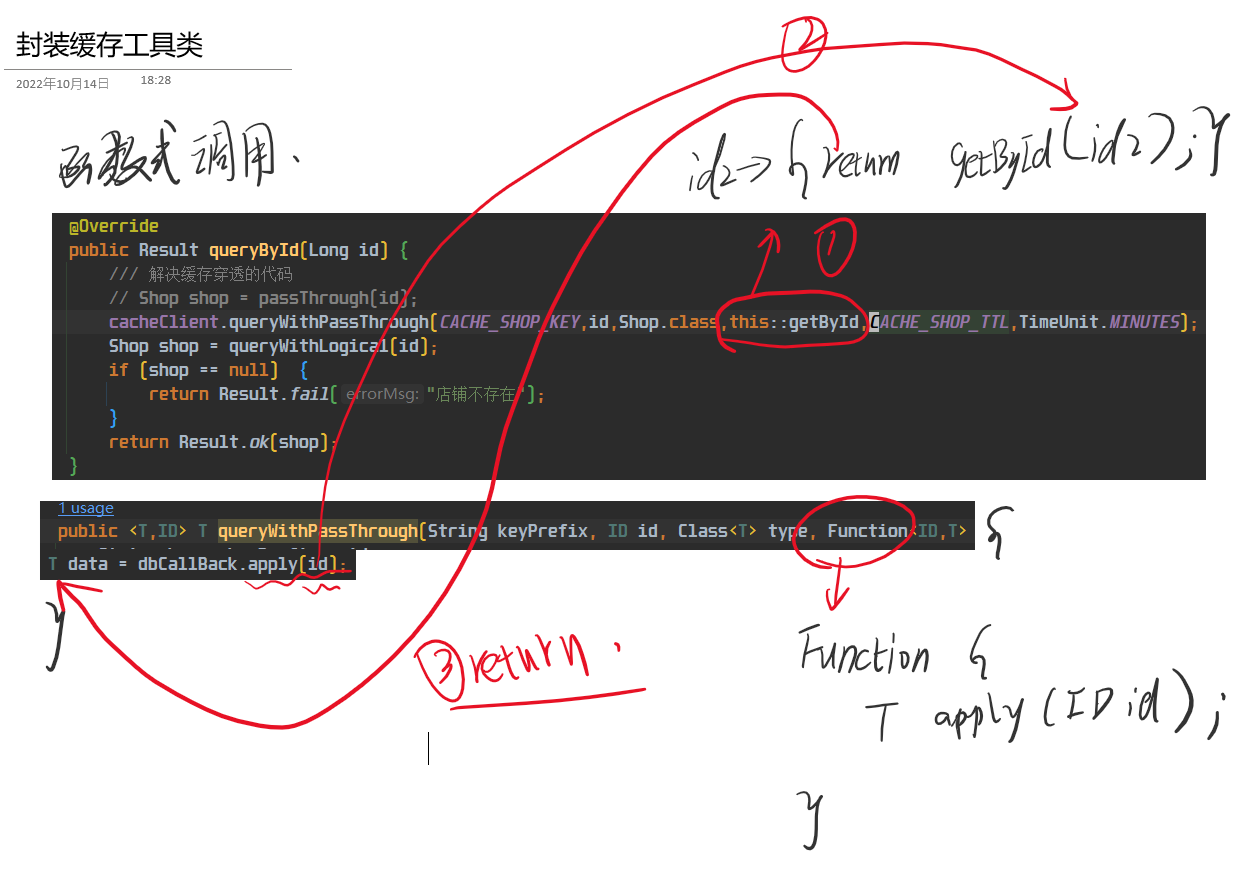 封装缓存工具类
2022年10月14日 18:28
②
函数式调用.
id2→{return getById(id2);}
①
@Override
public Result queryById(Long id) {
/// 解决缓存穿透的代码
// Shop shop = passThrough(id);
cacheClient.queryWithPassThrough(CACHE_SHOP_KEY,id,Shop.class,this::getById,CACHE_SHOP_TTL,TimeUnit.MINUTES);
Shop shop = queryWithLogical(id);
if (shop == null) {
return Result.fail( errorMsg: "店铺不存在");
}
return Result.ok(shop);
}
1 usage
public <T,ID> T queryWithPassThrough(String keyPrefix, ID id, Class<T> type, Function<ID,T> {
T data = dbCallBack.apply(id);
}
③return.
Function {
T apply(ID id);
}